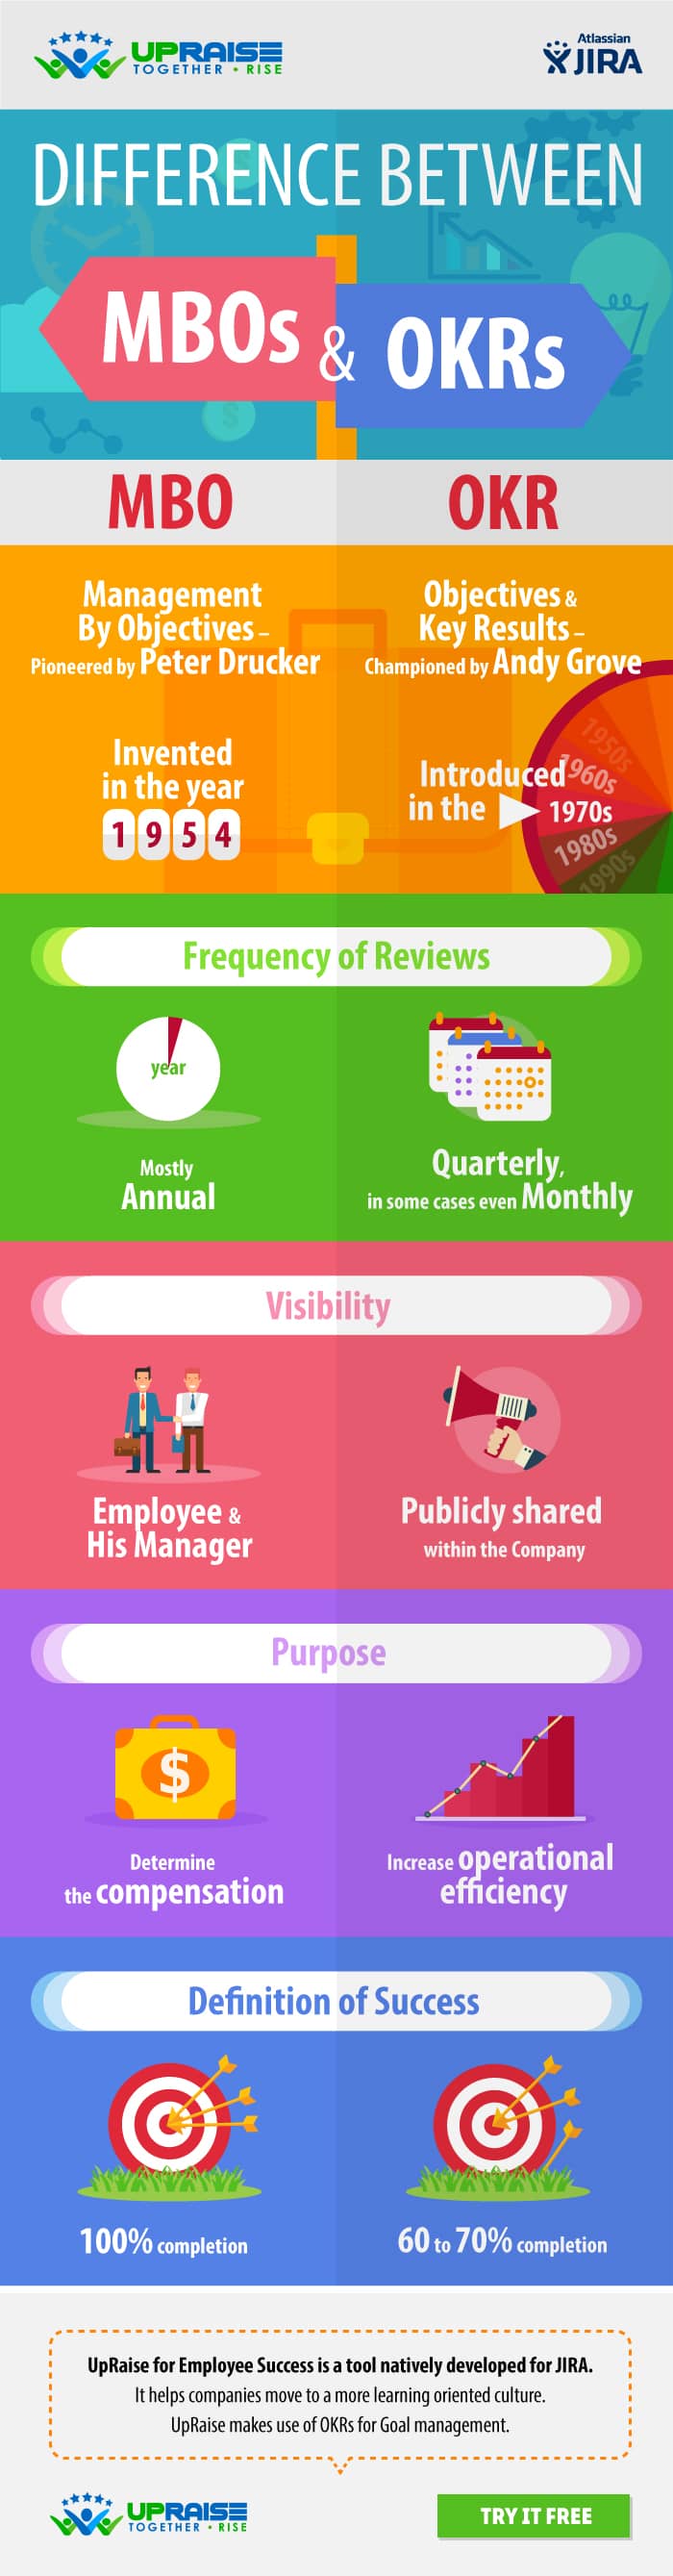 UPRAISE
TOGETHER • RISE
Atlassian
JIRA
DIFFERENCE BETWEEN
MBOs & OKRs
MBO
OKR
Management
By Objectives –
Pioneered by Peter Drucker
Objectives &
Key Results –
Championed by Andy Grove
Invented
in the year
1954
Introduced
in the
1950s
1960s
1970s
1980s
1990s
Frequency of Reviews
year
Mostly
Annual
Quarterly,
in some cases even Monthly
Visibility
Employee &
His Manager
Publicly shared
within the Company
Purpose
$
Determine
the compensation
Increase operational
efficiency
Definition of Success
100% completion
60 to 70% completion
UpRaise for Employee Success is a tool natively developed for JIRA.
It helps companies move to a more learning oriented culture.
UpRaise makes use of OKRs for Goal management.
UPRAISE
TOGETHER • RISE
TRY IT FREE